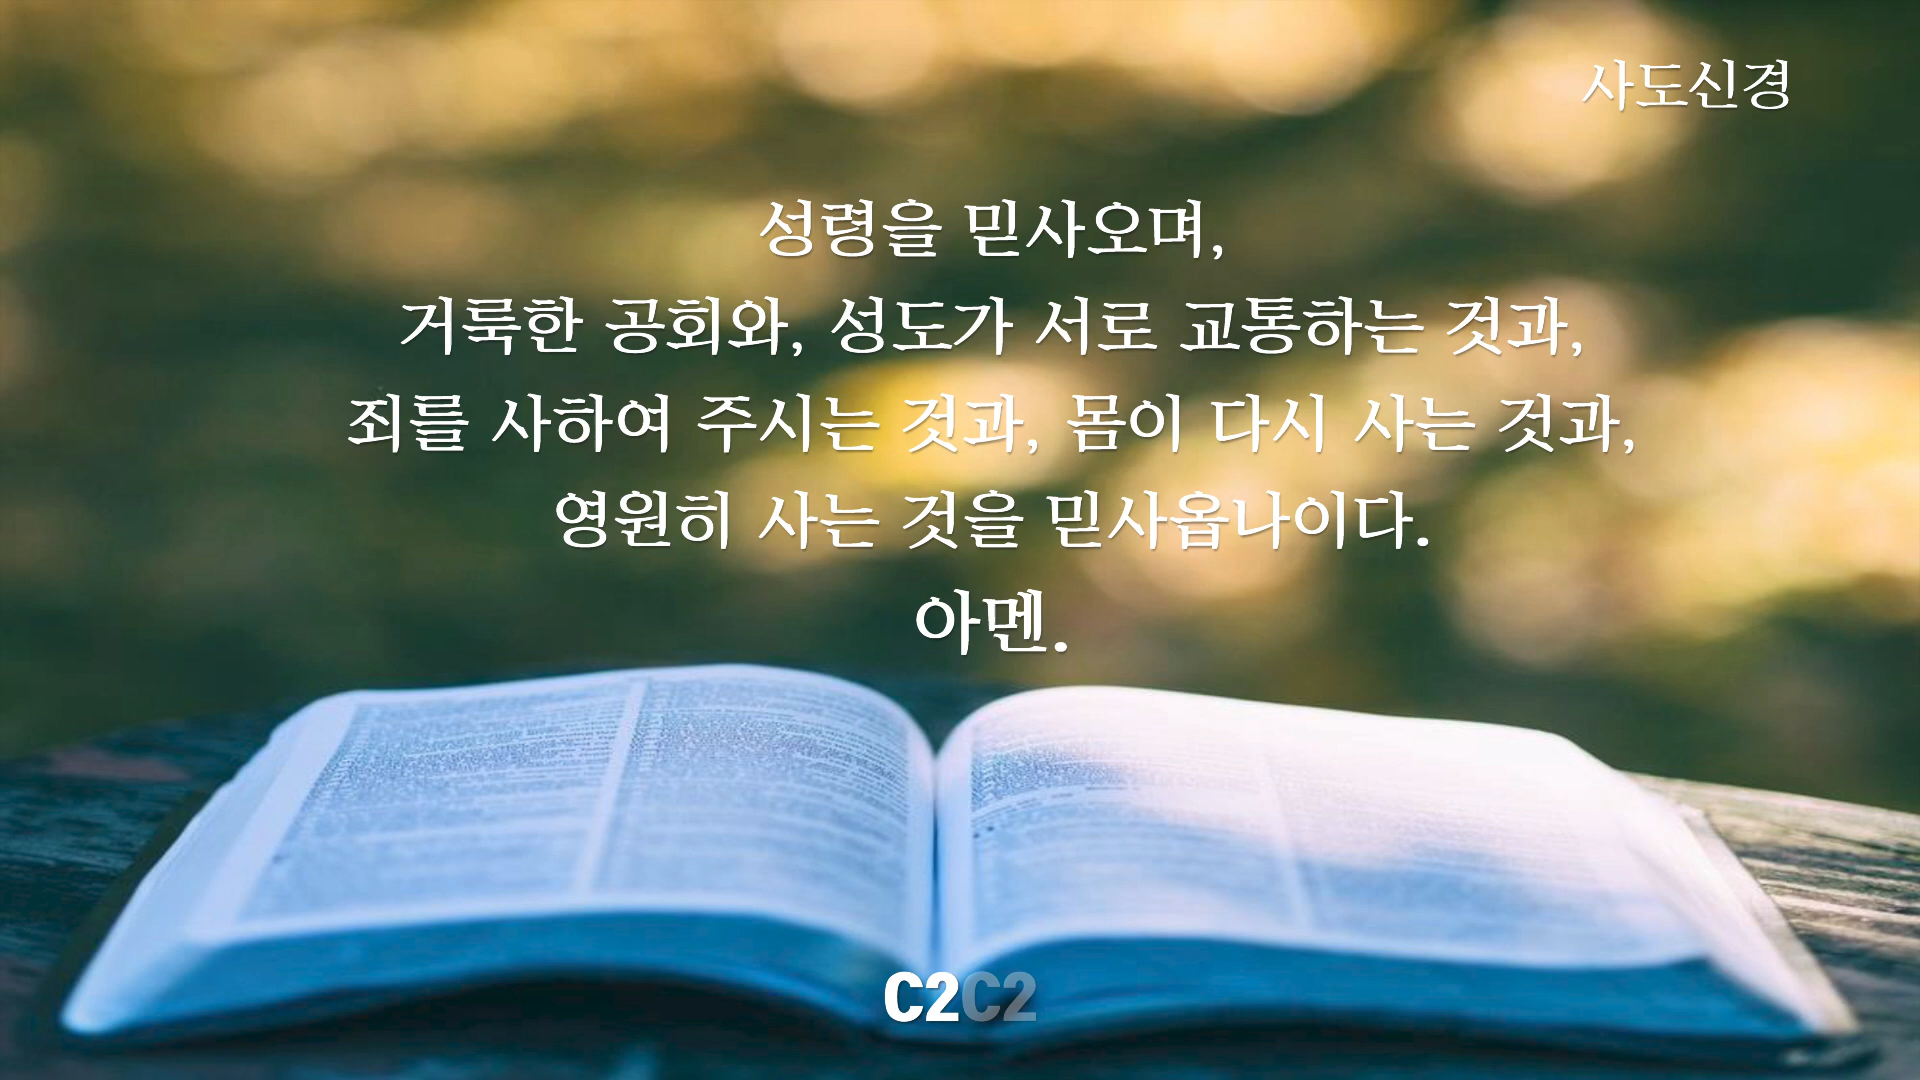 사도신경
성령을 믿사오며,
거룩한 공회와, 성도가 서로 교통하는 것과,
죄를 사하여 주시는 것과, 몸이 다시 사는 것과,
영원히 사는 것을 믿사옵나이다.
아멘.
C2C2